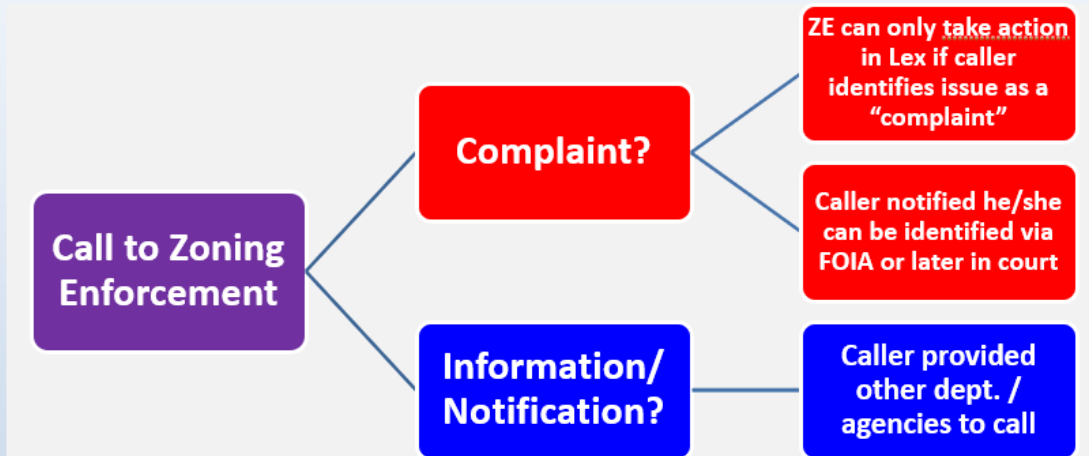 Call to Zoning
Enforcement
Complaint?
ZE can only take action
in Lex if caller
identifies issue as a
“complaint”
Caller notified he/she
can be identified via
FOIA or later in court
Information/
Notification?
Caller provided
other dept. /
agencies to call